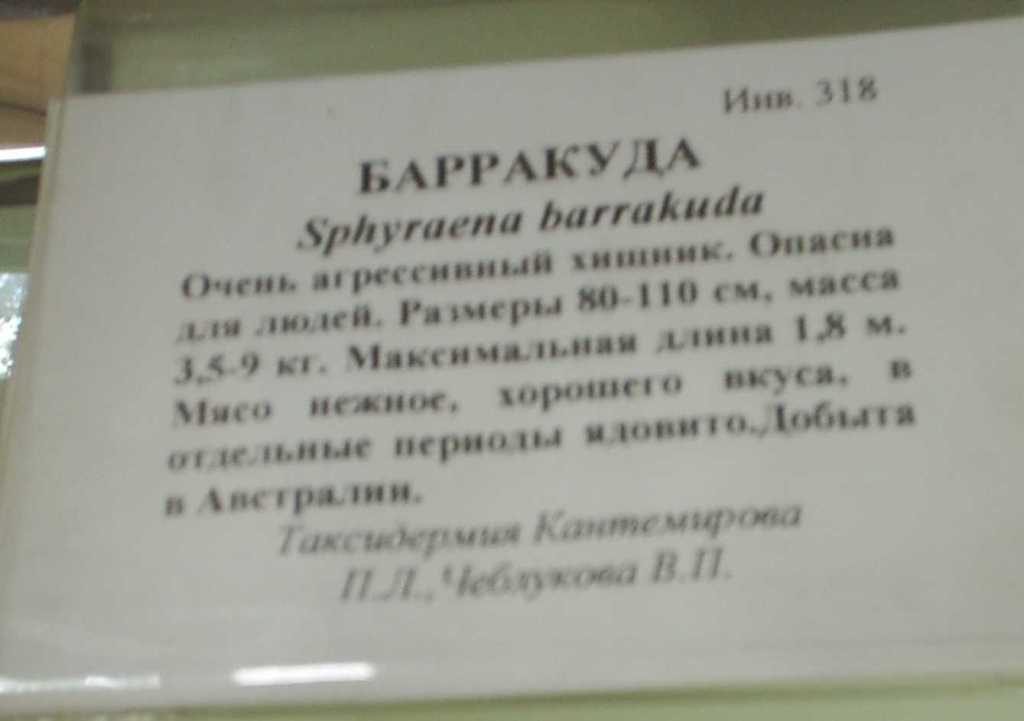 Инв. 318
БАРРАКУДА
Sphyraena barrakuda
Очень агрессивный хищник. Опасна
для людей. Размеры 80-110 см, масса
3,5-9 кг. Максимальная длина 1,8 м.
Мясо нежное, хорошего вкуса, в
отдельные периоды ядовито.Добыта
в Австралии.
Таксидермия Кантемирова
П.Л.,Чеблукова В.П.